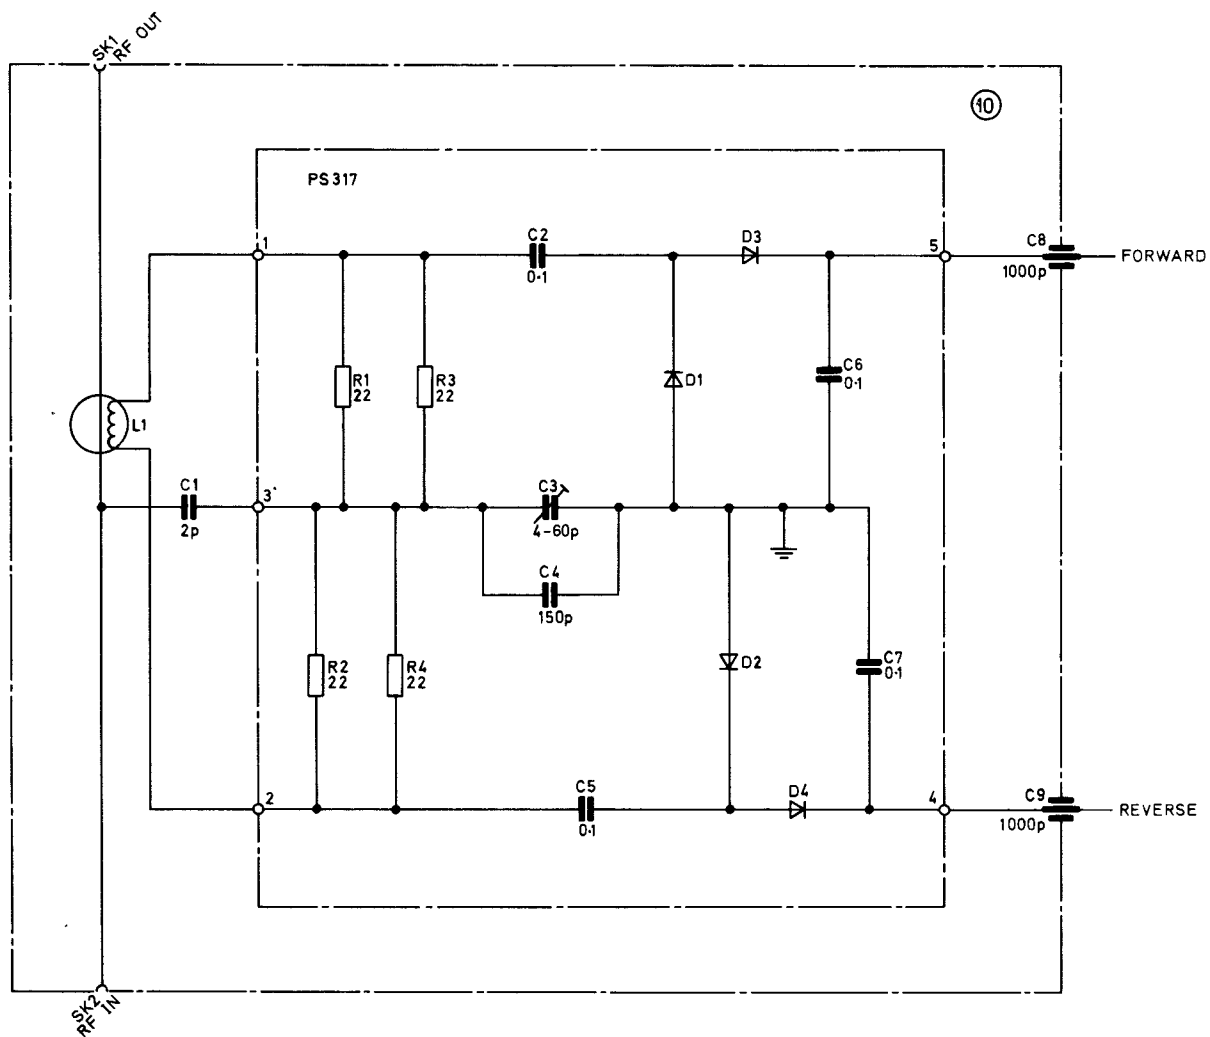 SK1
RF OUT
10
PS317
1
C2
0·1
D3
5
C8
1000p
FORWARD
R1
22
R3
22
D1
C6
0·1
L1
C1
2p
3
C3
4-60p
C4
150p
R2
22
R4
22
D2
C7
0·1
2
C5
0·1
D4
4
C9
1000p
REVERSE
SK2
RF IN